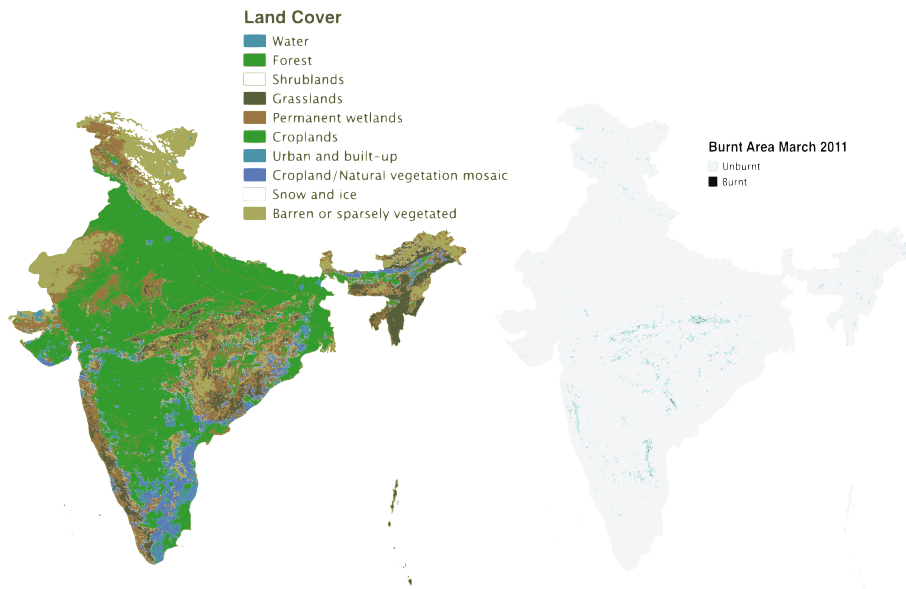 Land Cover
Water
Forest
Shrublands
Grasslands
Permanent wetlands
Croplands
Urban and built-up
Cropland/Natural vegetation mosaic
Snow and ice
Barren or sparsely vegetated
Burnt Area March 2011
Unburnt
Burnt